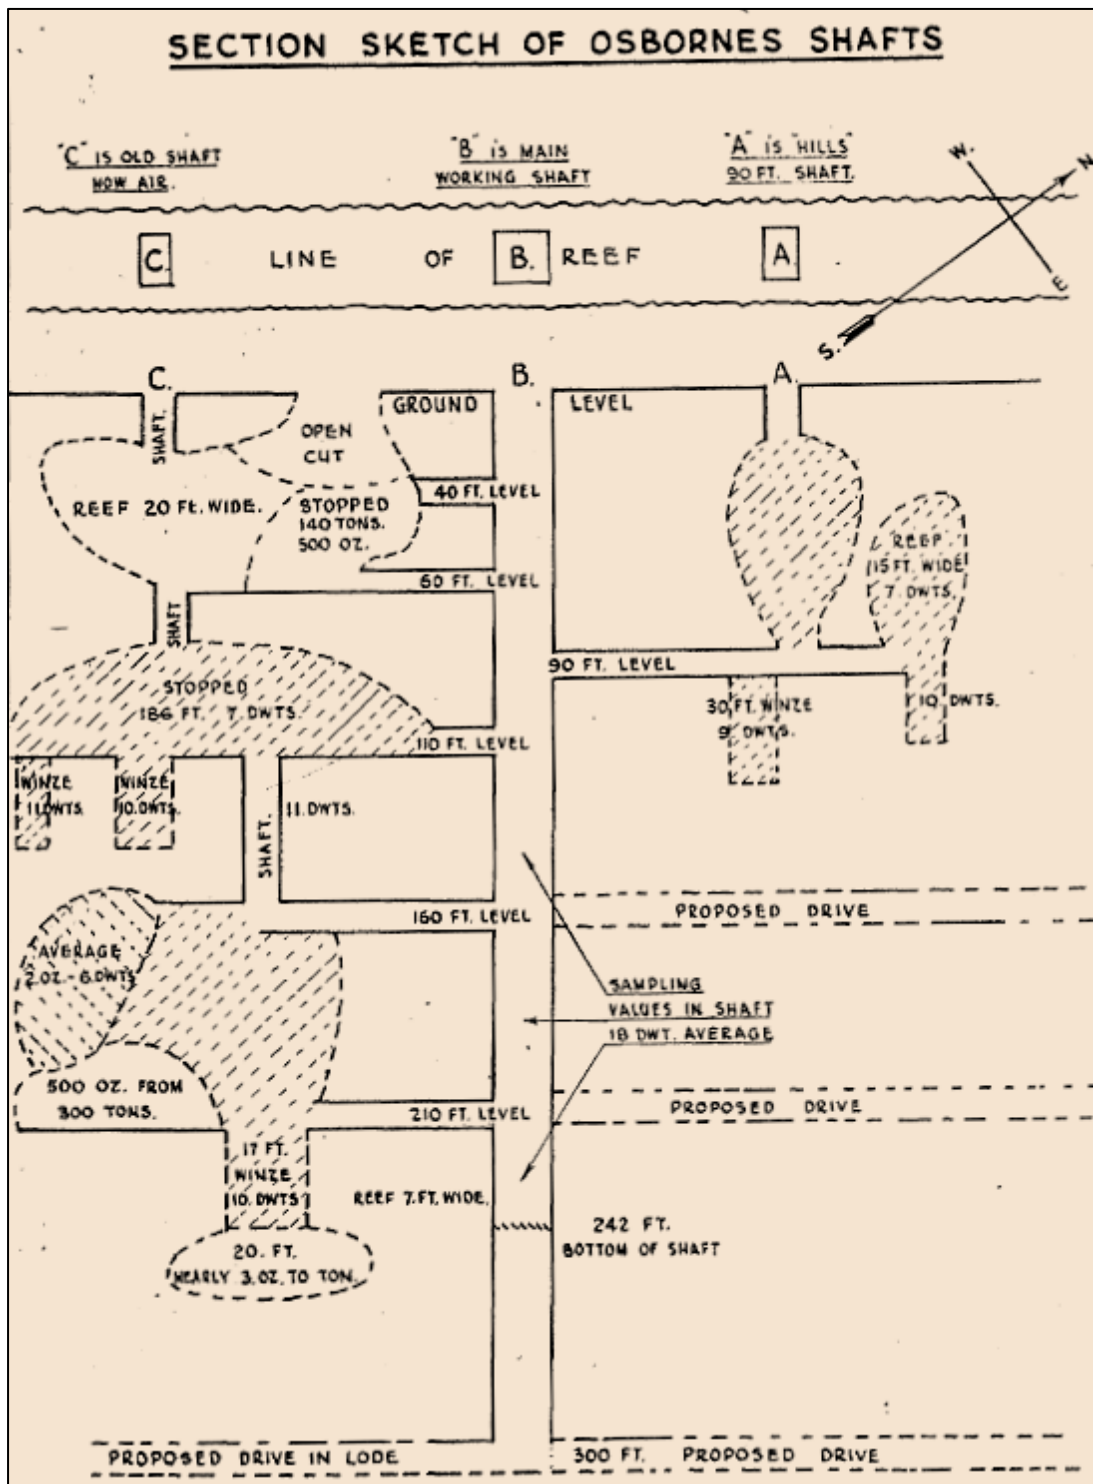 SECTION SKETCH OF OSBORNES SHAFTS
"C" IS OLD SHAFT
NOW AIR.
"B" IS MAIN
WORKING SHAFT
"A" IS "HILLS"
90 FT. SHAFT.
W.
N.
E.
S.
C. LINE OF B. REEF A.
C.
B.
A.
GROUND LEVEL
SHAFT.
OPEN
CUT
REEF 20 Ft. WIDE.
STOPPED
140 TONS.
500 OZ.
40 FT. LEVEL
60 FT. LEVEL
SHAFT
REEP
15 FT. WIDE
7 DWTS.
90 FT. LEVEL
STOPPED
186 FT. 7 DWTS.
110 FT. LEVEL
30 FT. WINZE
9 DWTS.
10 DWTS.
WINZE
11 DWTS.
WINZE
10. DWTS.
SHAFT.
11. DWTS.
160 FT. LEVEL
PROPOSED DRIVE
AVERAGE
2.OZ.- 6.DWTS
SAMPLING
VALUES IN SHAFT
18 DWT. AVERAGE
500 OZ. FROM
300 TONS.
210 FT. LEVEL
PROPOSED DRIVE
17 FT.
WINZE
10. DWTS
REEF 7. FT. WIDE.
242 FT.
BOTTOM OF SHAFT
20. FT.
NEARLY 3. OZ. TO TON.
PROPOSED DRIVE IN LODE
300 FT. PROPOSED DRIVE